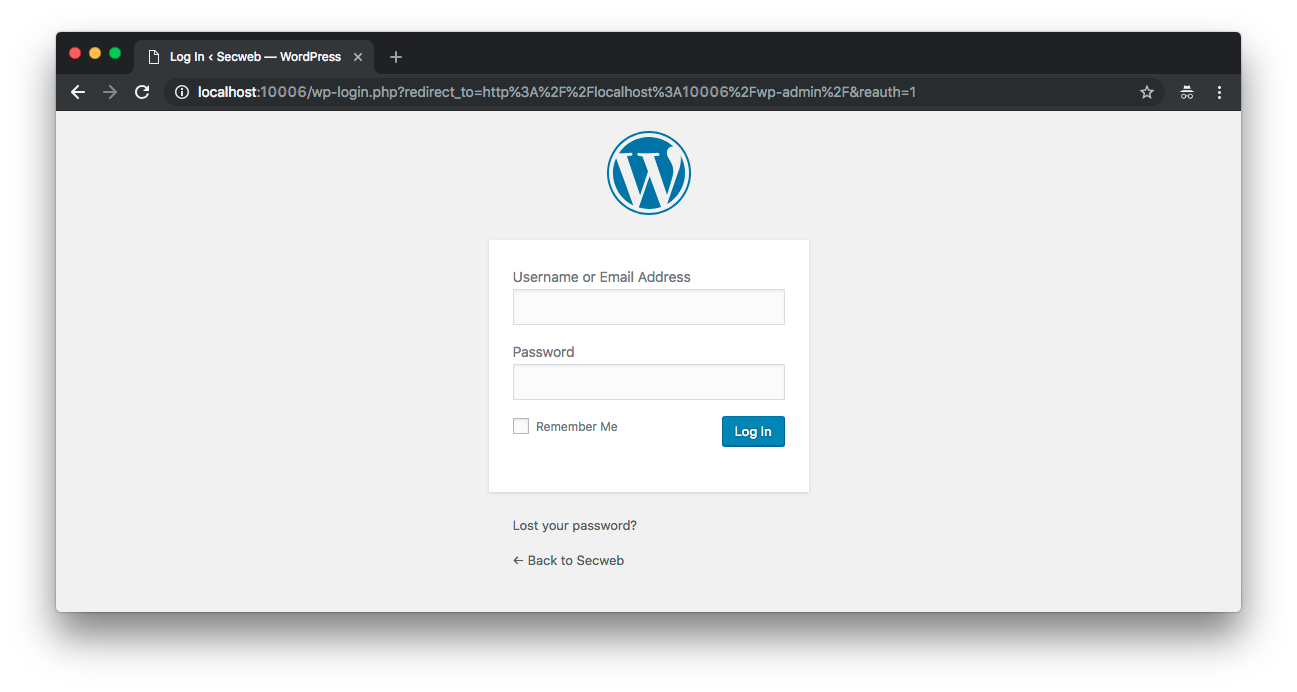 Log In ‹ Secweb — WordPress
localhost:10006/wp-login.php?redirect_to=http%3A%2F%2Flocalhost%3A10006%2Fwp-admin%2F&reauth=1
Username or Email Address
Password
Remember Me
Log In
Lost your password?
← Back to Secweb